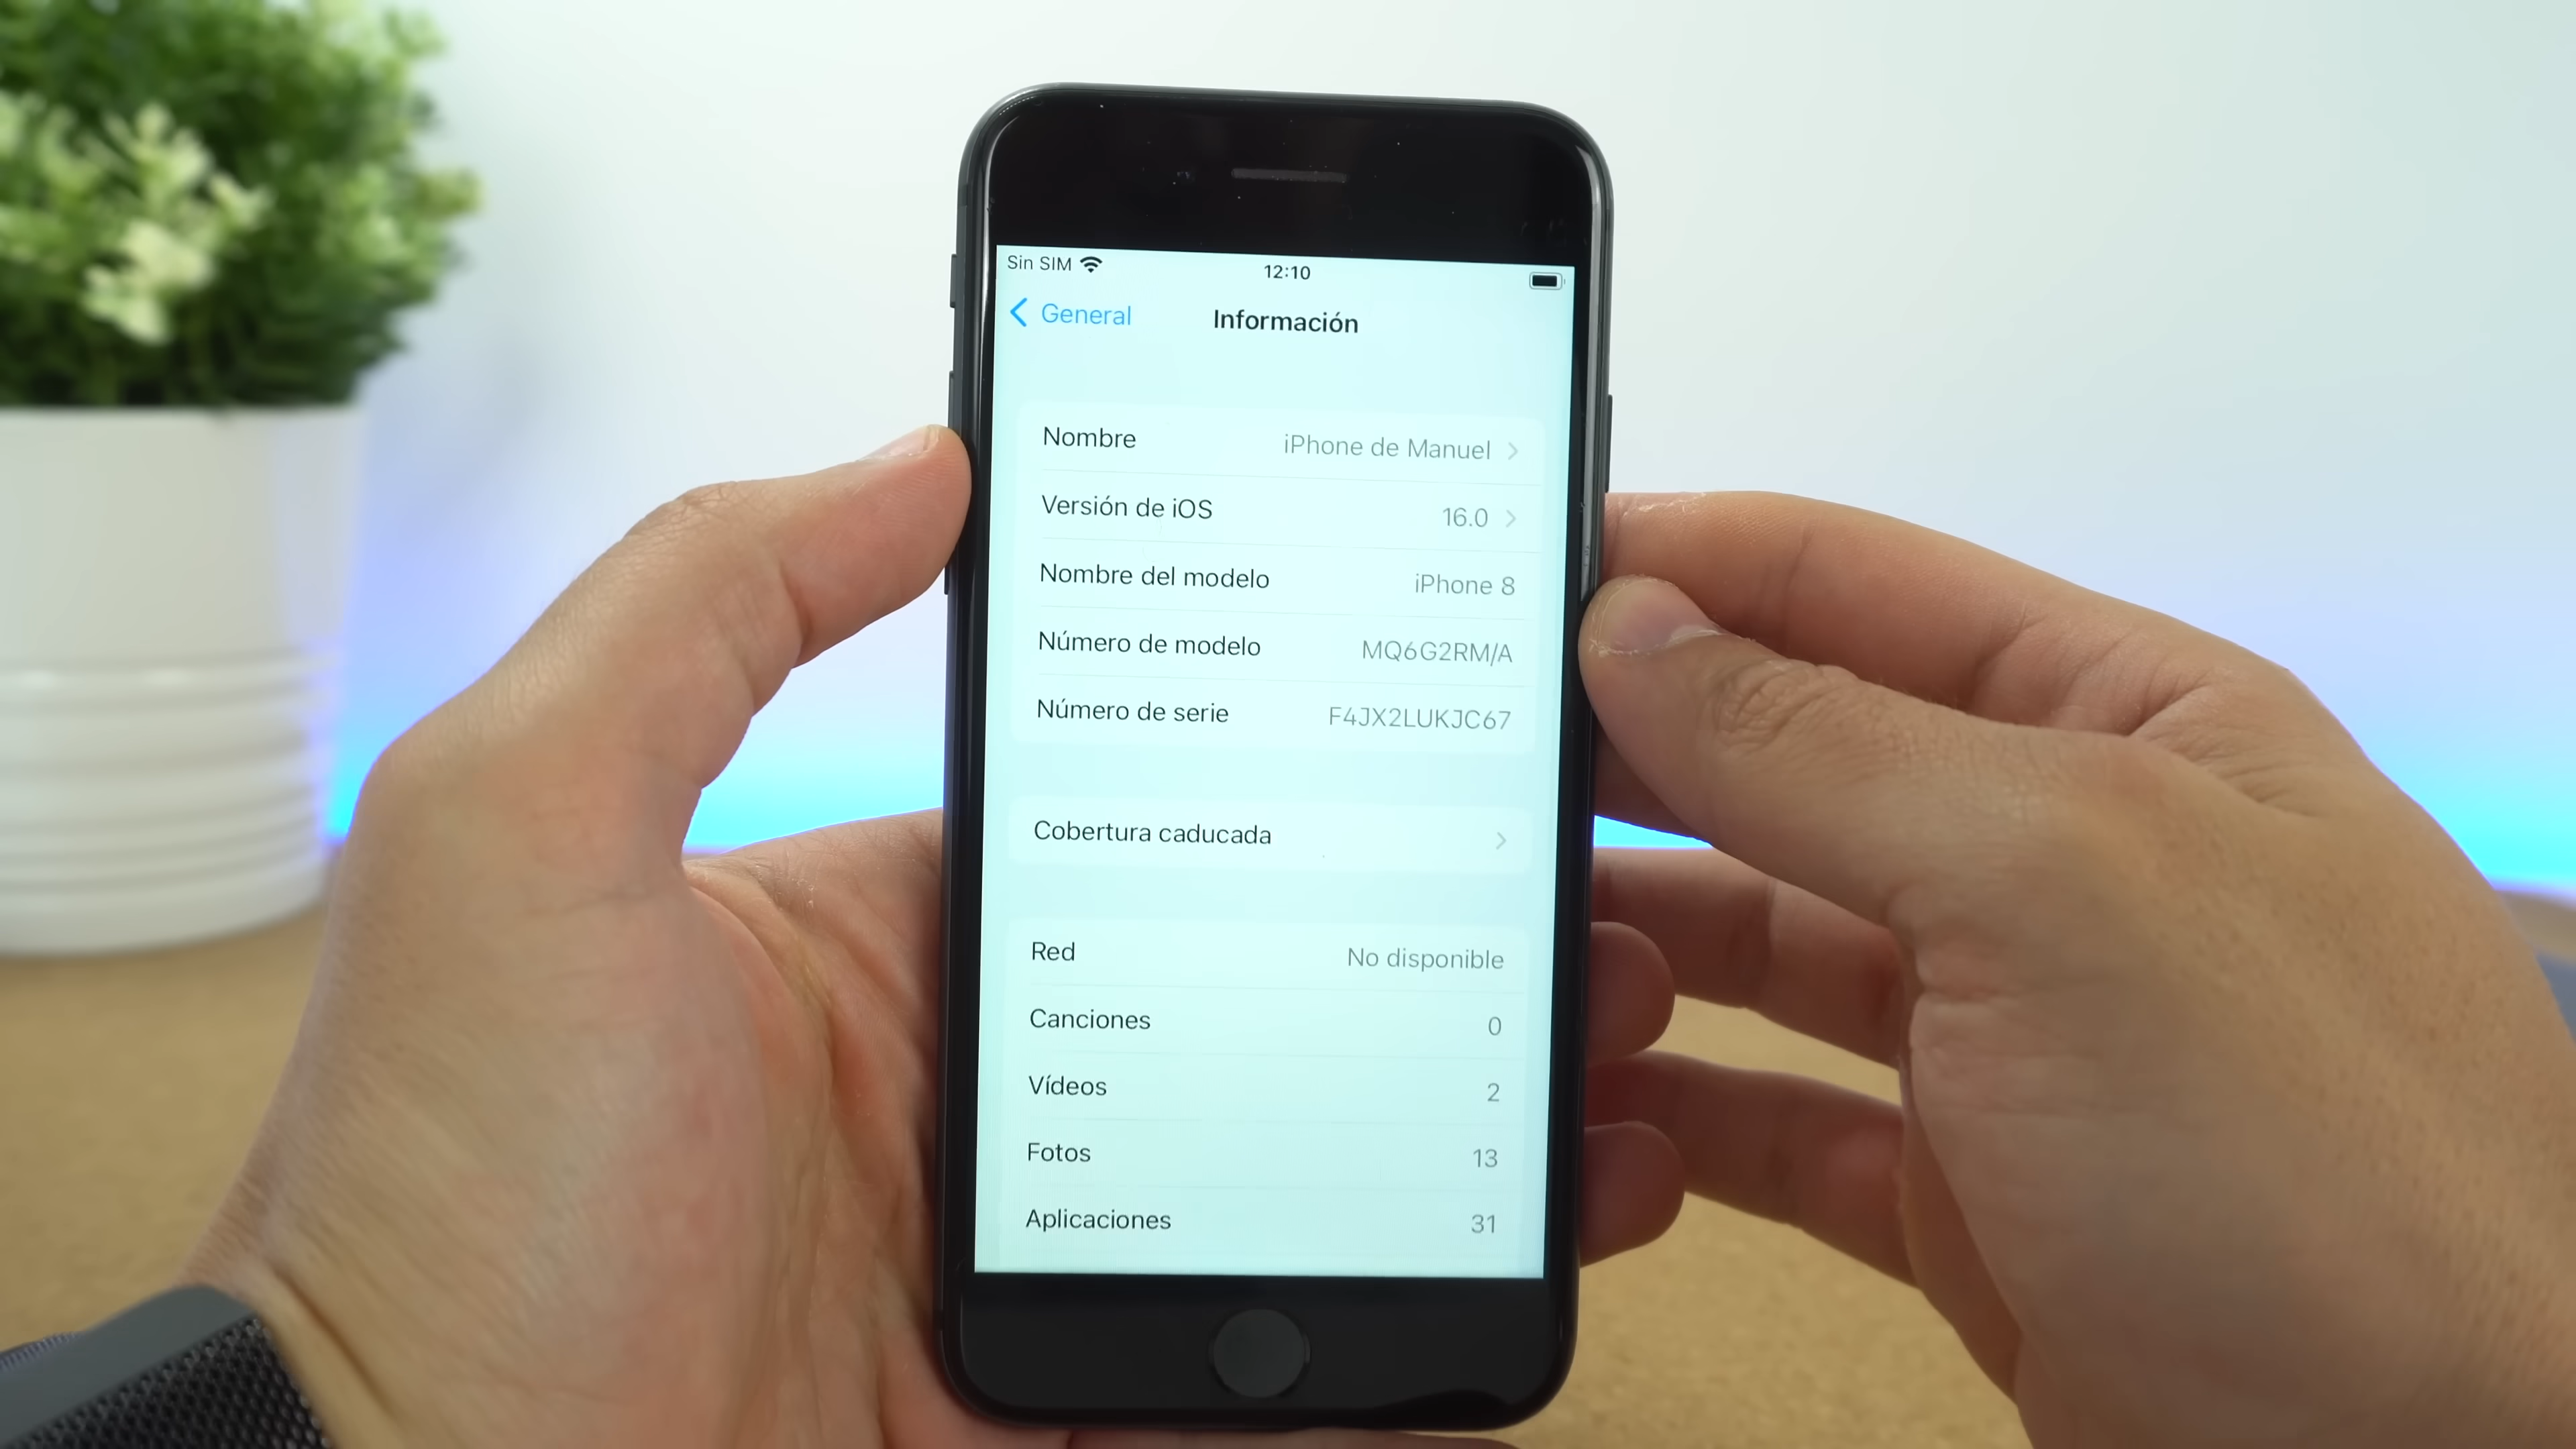 Sin SIM 12:10
General Información
Nombre iPhone de Manuel
Versión de iOS 16.0
Nombre del modelo iPhone 8
Número de modelo MQ6G2RM/A
Número de serie F4JX2LUKJC67
Cobertura caducada
Red No disponible
Canciones 0
Vídeos 2
Fotos 13
Aplicaciones 31